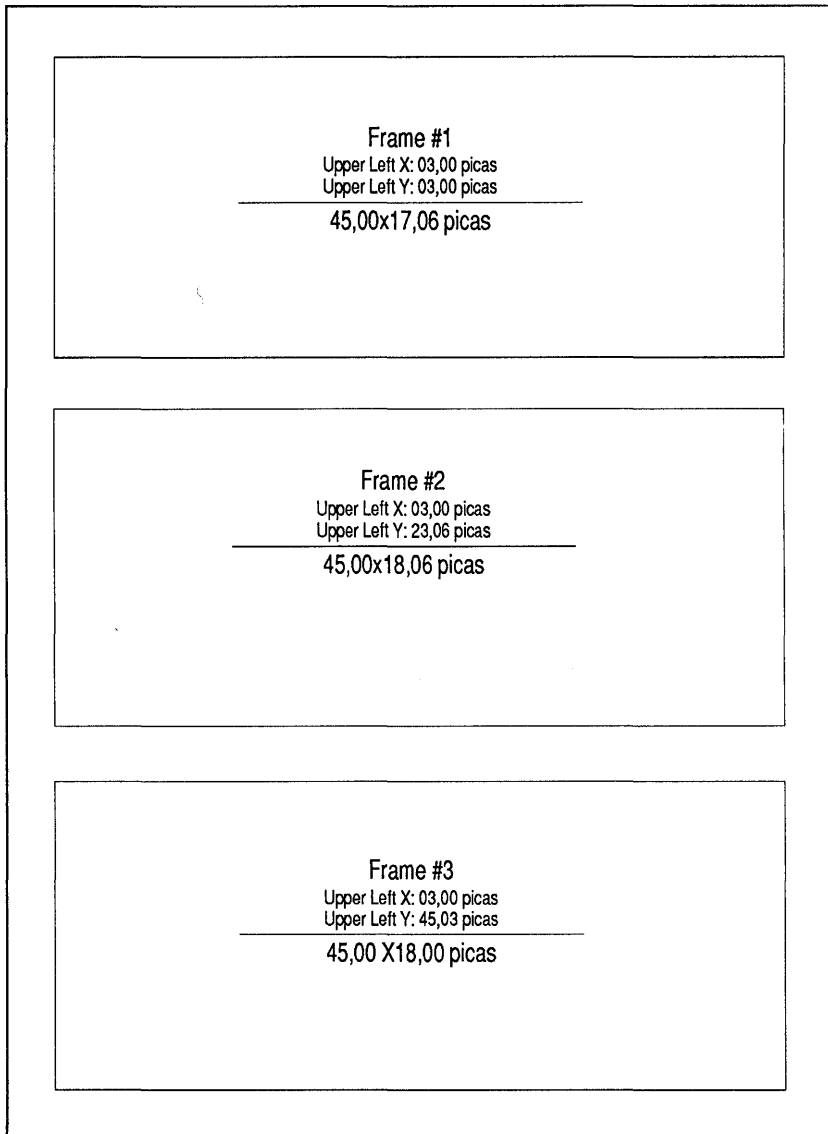 Frame #1
Upper Left X: 03,00 picas
Upper Left Y: 03,00 picas
45,00x17,06 picas
Frame #2
Upper Left X: 03,00 picas
Upper Left Y: 23,06 picas
45,00x18,06 picas
Frame #3
Upper Left X: 03,00 picas
Upper Left Y: 45,03 picas
45,00 X18,00 picas